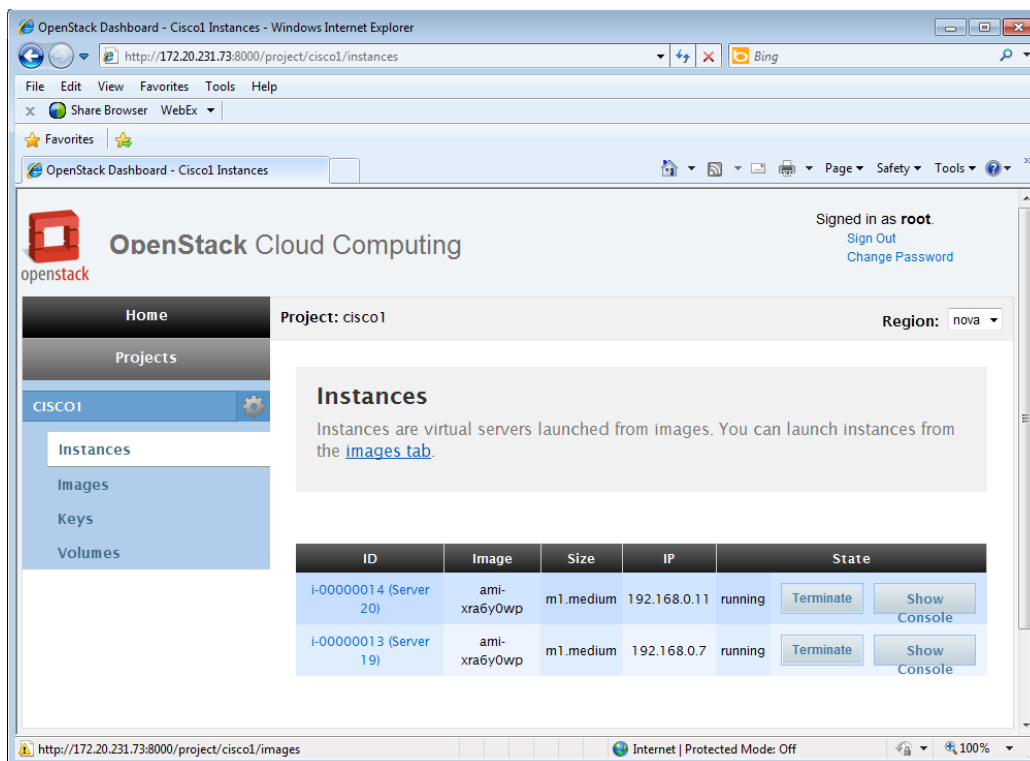 OpenStack Dashboard - Cisco1 Instances - Windows Internet Explorer
http://172.20.231.73:8000/project/cisco1/instances
Bing
File Edit View Favorites Tools Help
x Share Browser WebEx
Favorites
OpenStack Dashboard - Cisco1 Instances
Page Safety Tools »
openstack
OpenStack Cloud Computing
Signed in as root.
Sign Out
Change Password
Home
Projects
CISCO1
Instances
Images
Keys
Volumes
Project: cisco1
Region: nova
Instances
Instances are virtual servers launched from images. You can launch instances from
the images tab.
ID Image Size IP State
i-00000014 (Server 20) ami-xra6y0wp m1.medium 192.168.0.11 running Terminate Show Console
i-00000013 (Server 19) ami-xra6y0wp m1.medium 192.168.0.7 running Terminate Show Console
http://172.20.231.73:8000/project/cisco1/images
Internet | Protected Mode: Off
100%